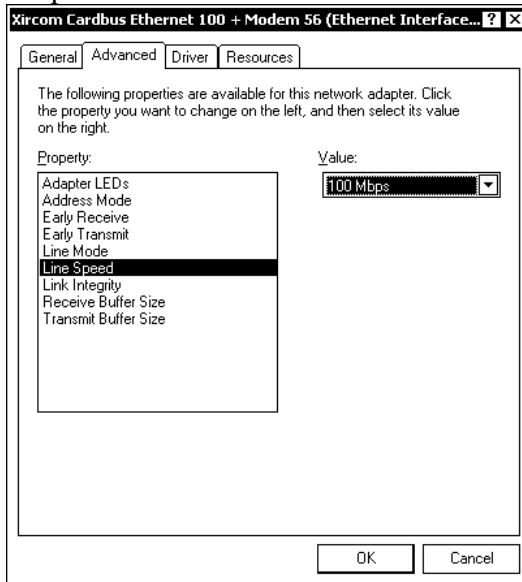 Xircom Cardbus Ethernet 100 + Modem 56 (Ethernet Interface... ? X
General Advanced Driver Resources
The following properties are available for this network adapter. Click
the property you want to change on the left, and then select its value
on the right.
Property: Value:
Adapter LEDs 100 Mbps
Address Mode
Early Receive
Early Transmit
Line Mode
Line Speed
Link Integrity
Receive Buffer Size
Transmit Buffer Size
OK Cancel